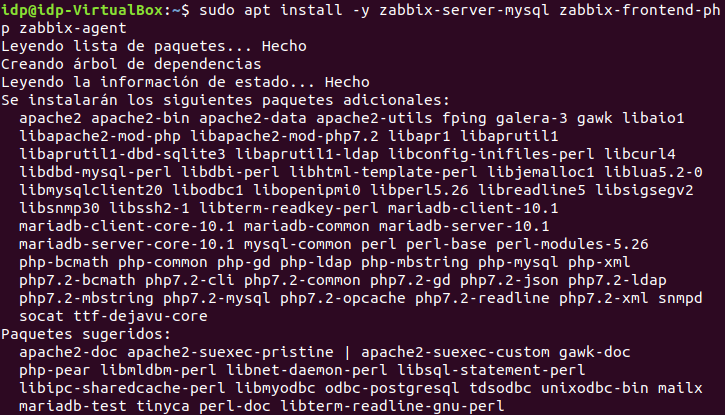 idp@idp-VirtualBox:~$ sudo apt install -y zabbix-server-mysql zabbix-frontend-ph
p zabbix-agent
Leyendo lista de paquetes... Hecho
Creando árbol de dependencias
Leyendo la información de estado... Hecho
Se instalarán los siguientes paquetes adicionales:
apache2 apache2-bin apache2-data apache2-utils fping galera-3 gawk libaio1
libapache2-mod-php libapache2-mod-php7.2 libapr1 libaprutil1
libaprutil1-dbd-sqlite3 libaprutil1-ldap libconfig-inifiles-perl libcurl4
libdbd-mysql-perl libdbi-perl libhtml-template-perl libjemalloc1 liblua5.2-0
libmysqlclient20 libodbc1 libopenipmi0 libperl5.26 libreadline5 libsigsegv2
libsnmp30 libssh2-1 libterm-readkey-perl mariadb-client-10.1
mariadb-client-core-10.1 mariadb-common mariadb-server-10.1
mariadb-server-core-10.1 mysql-common perl perl-base perl-modules-5.26
php-bcmath php-common php-gd php-ldap php-mbstring php-mysql php-xml
php7.2-bcmath php7.2-cli php7.2-common php7.2-gd php7.2-json php7.2-ldap
php7.2-mbstring php7.2-mysql php7.2-opcache php7.2-readline php7.2-xml snmpd
socat ttf-dejavu-core
Paquetes sugeridos:
apache2-doc apache2-suexec-pristine | apache2-suexec-custom gawk-doc
php-pear libmldbm-perl libnet-daemon-perl libsql-statement-perl
libipc-sharedcache-perl libmyodbc odbc-postgresql tdsodbc unixodbc-bin mailx
mariadb-test tinyca perl-doc libterm-readline-gnu-perl